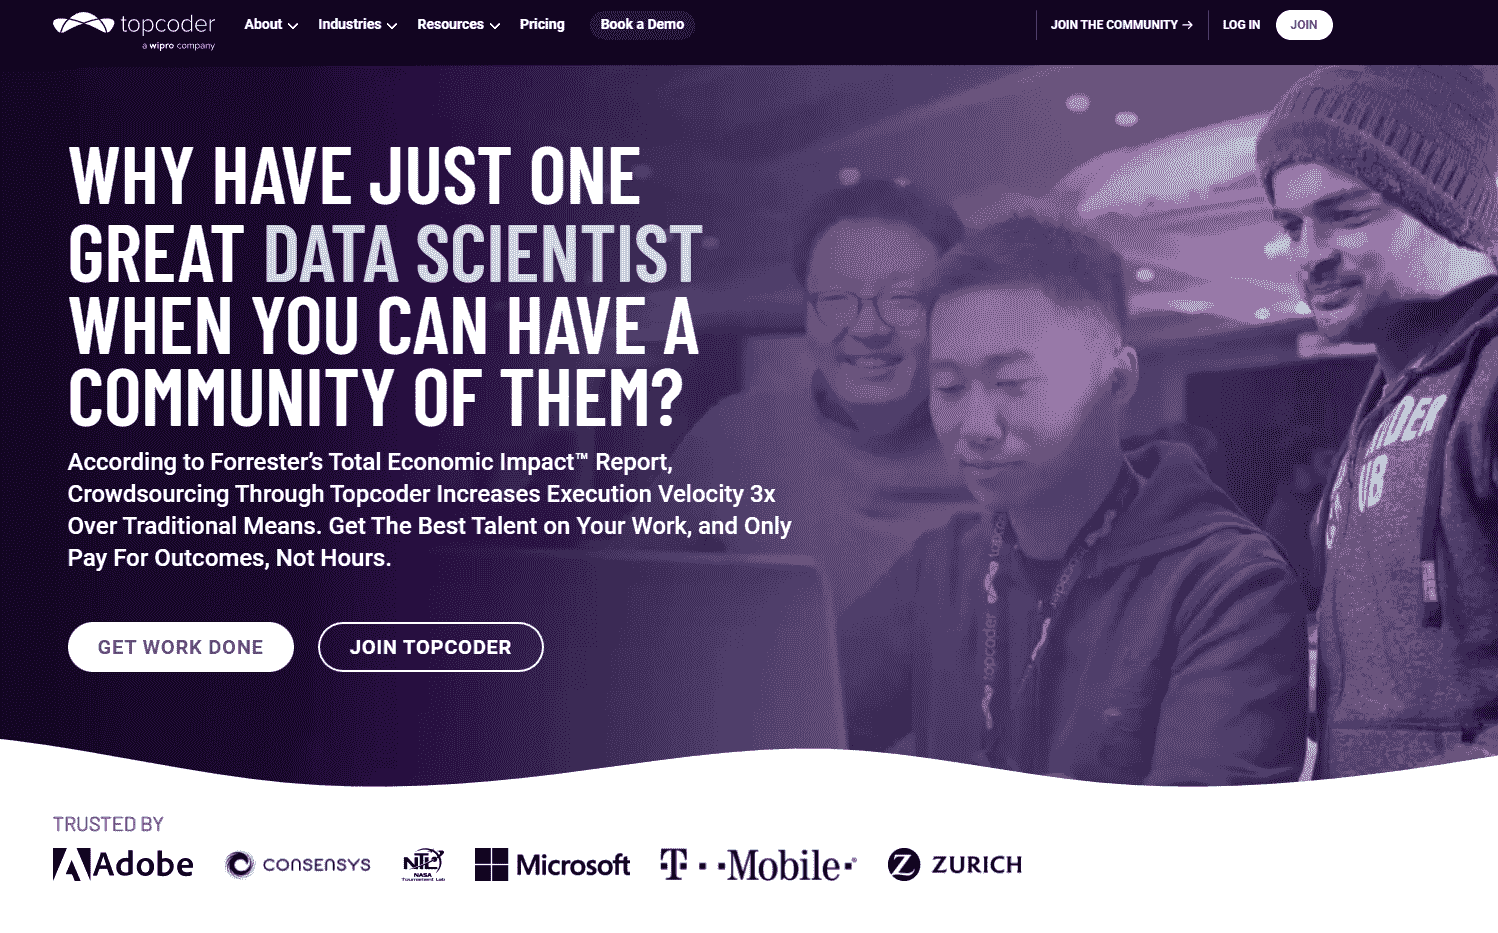 topcoder
a wipro company
About
Industries
Resources
Pricing
Book a Demo
JOIN THE COMMUNITY →
LOG IN
JOIN
WHY HAVE JUST ONE
GREAT DATA SCIENTIST
WHEN YOU CAN HAVE A
COMMUNITY OF THEM?
According to Forrester’s Total Economic Impact™ Report,
Crowdsourcing Through Topcoder Increases Execution Velocity 3x
Over Traditional Means. Get The Best Talent on Your Work, and Only
Pay For Outcomes, Not Hours.
GET WORK DONE
JOIN TOPCODER
topcoder
TRUSTED BY
Adobe
CONSENSYS
NTL
NASA
Tournament Lab
Microsoft
T · · Mobile · ®
Z ZURICH